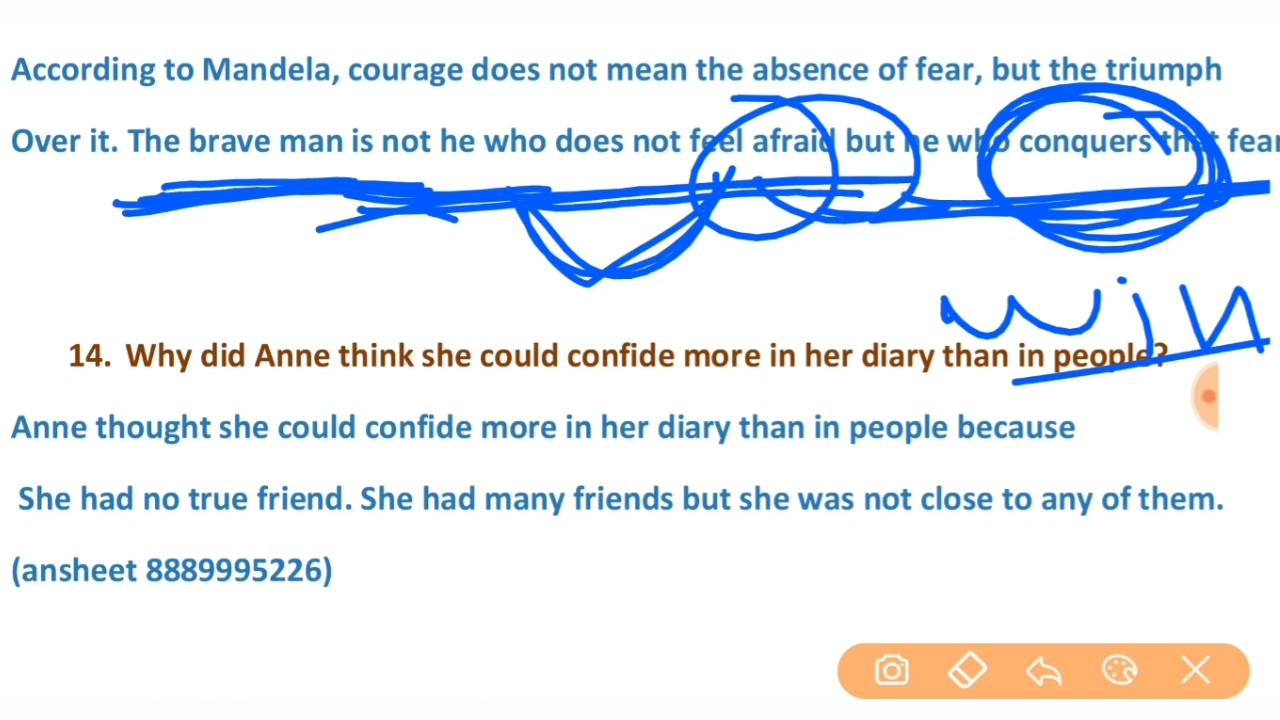 According to Mandela, courage does not mean the absence of fear, but the triumph
Over it. The brave man is not he who does not feel afraid but he who conquers that fear
win
14. Why did Anne think she could confide more in her diary than in people?
Anne thought she could confide more in her diary than in people because
She had no true friend. She had many friends but she was not close to any of them.
(ansheet 8889995226)